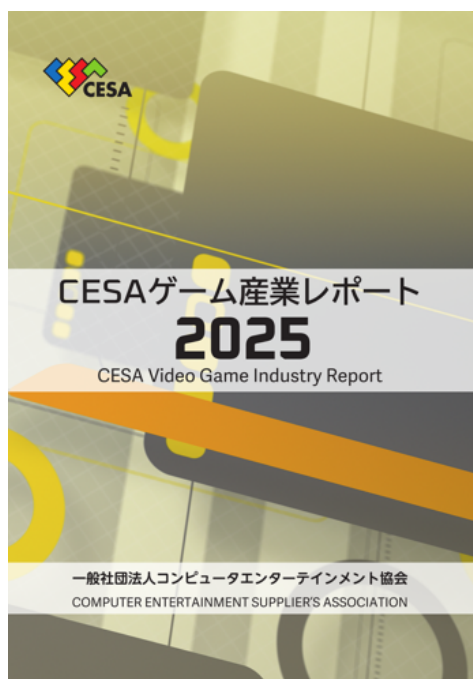 CESA
CESAゲーム産業レポート
2025
CESA Video Game Industry Report
一般社団法人コンピュータエンターテインメント協会
COMPUTER ENTERTAINMENT SUPPLIER'S ASSOCIATION